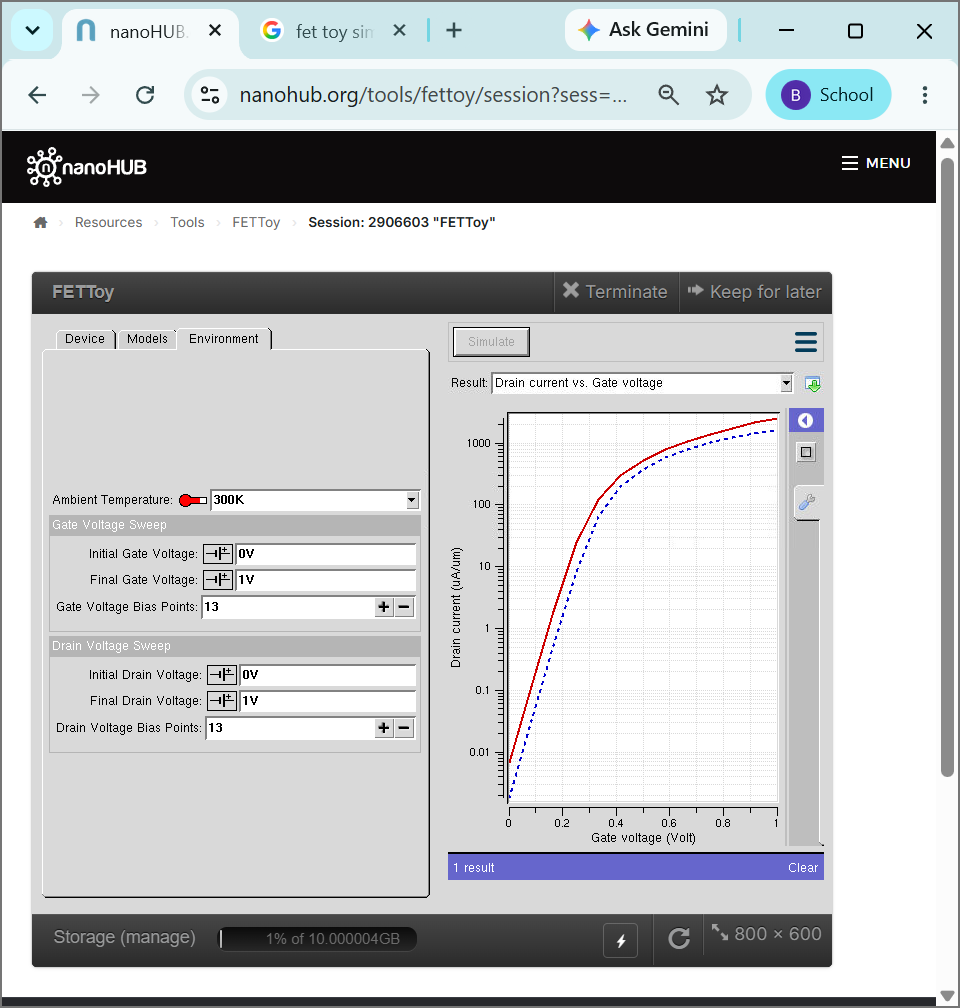 nanoHUB.
fet toy sim
Ask Gemini
nanohub.org/tools/fettoy/session?sess=...
B
School
nanoHUB
MENU
Resources
Tools
FETToy
Session: 2906603 "FETToy"
FETToy
Terminate
Keep for later
Device
Models
Environment
Ambient Temperature:
300K
Gate Voltage Sweep
Initial Gate Voltage:
0V
Final Gate Voltage:
1V
Gate Voltage Bias Points:
13
Drain Voltage Sweep
Initial Drain Voltage:
0V
Final Drain Voltage:
1V
Drain Voltage Bias Points:
13
Simulate
Result:
Drain current vs. Gate voltage
1000
100
10
1
0.1
0.01
Drain current (uA/um)
0
0.2
0.4
0.6
0.8
1
Gate voltage (Volt)
1 result
Clear
Storage (manage)
1% of 10.000004GB
800 × 600